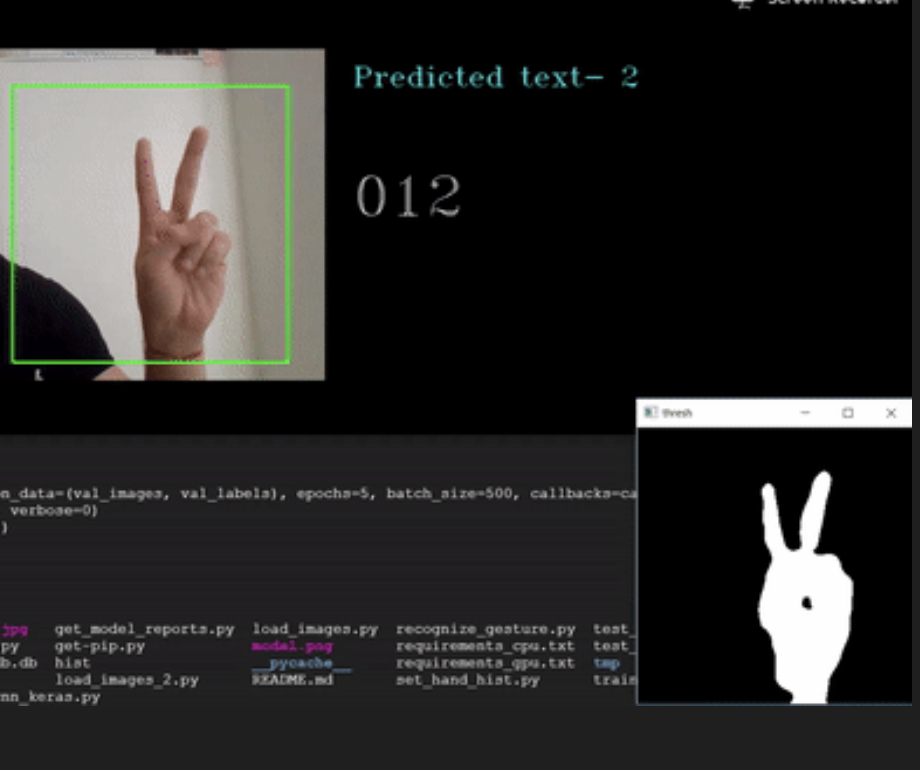 Screen Recorder
Predicted text- 2
012
thresh
n_data=(val_images, val_labels), epochs=5, batch_size=500, callbacks=ca
verbose=0)
)
jpg get_model_reports.py load_images.py recognize_gesture.py test_
py get-pip.py model.png requirements_cpu.txt test_
b.db hist __pycache__ requirements_gpu.txt tmp
load_images_2.py README.md set_hand_hist.py train
nn_keras.py